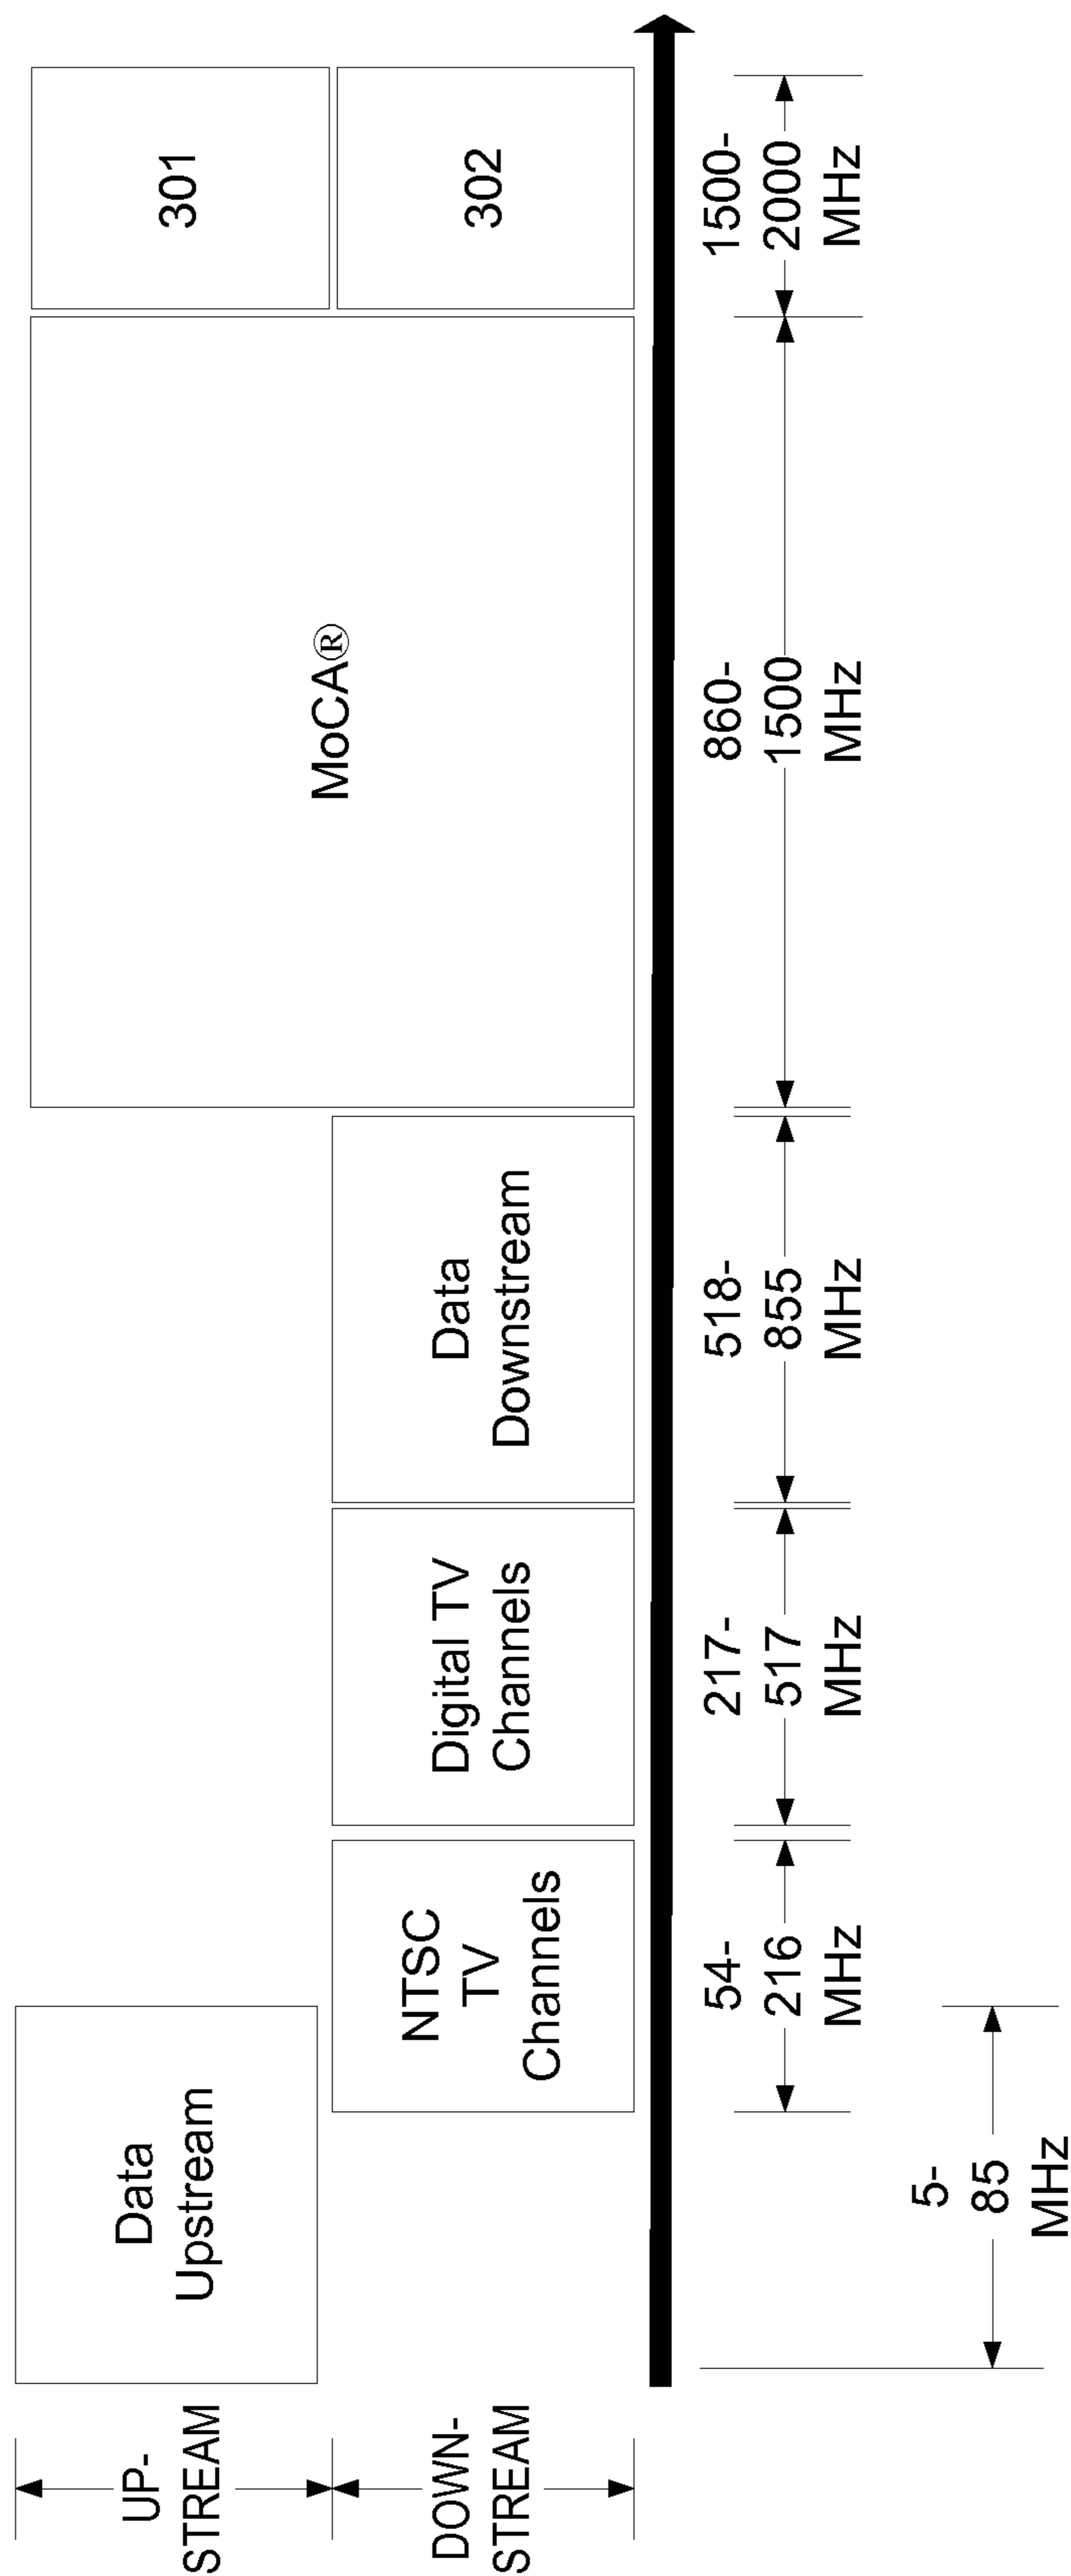 UP-
STREAM
DOWN-
STREAM
Data
Upstream
NTSC
TV
Channels
Digital TV
Channels
Data
Downstream
MoCA®
301
302
5-
85
MHz
54-
216
MHz
217-
517
MHz
518-
855
MHz
860-
1500
MHz
1500-
2000
MHz